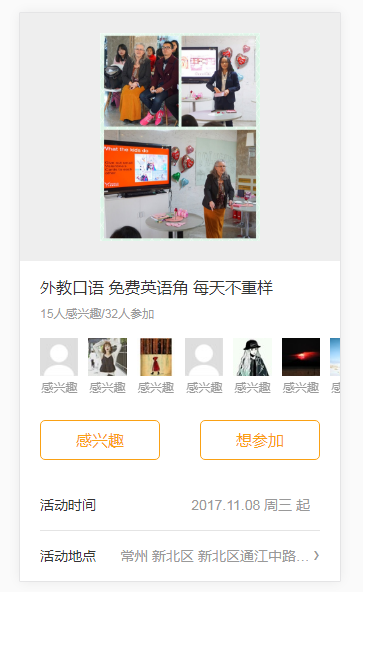 What the kids do
外教口语 免费英语角 每天不重样
15人感兴趣/32人参加
感兴趣 感兴趣 感兴趣 感兴趣 感兴趣 感兴趣
感兴趣 想参加
活动时间 2017.11.08 周三 起
活动地点 常州 新北区 新北区通江中路...